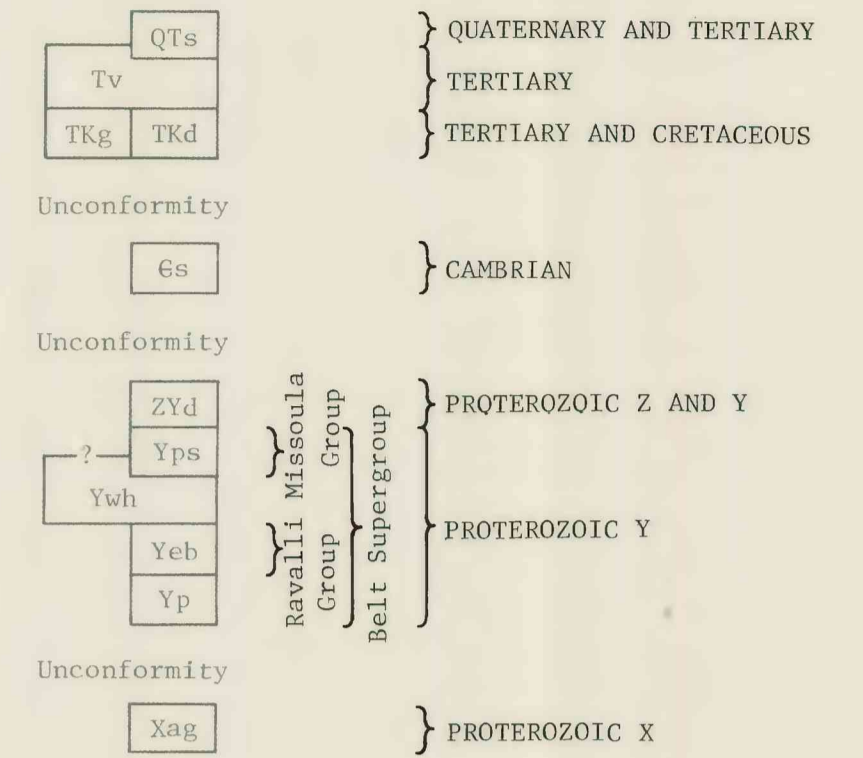 QTs QUATERNARY AND TERTIARY
Tv TERTIARY
TKg TKd TERTIARY AND CRETACEOUS
Unconformity
Єs CAMBRIAN
Unconformity
ZYd PROTEROZOIC Z AND Y
? Yps
Missoula
Group
Ywh
Belt Supergroup
PROTEROZOIC Y
Yeb
Ravalli
Group
Yp
Unconformity
Xag PROTEROZOIC X